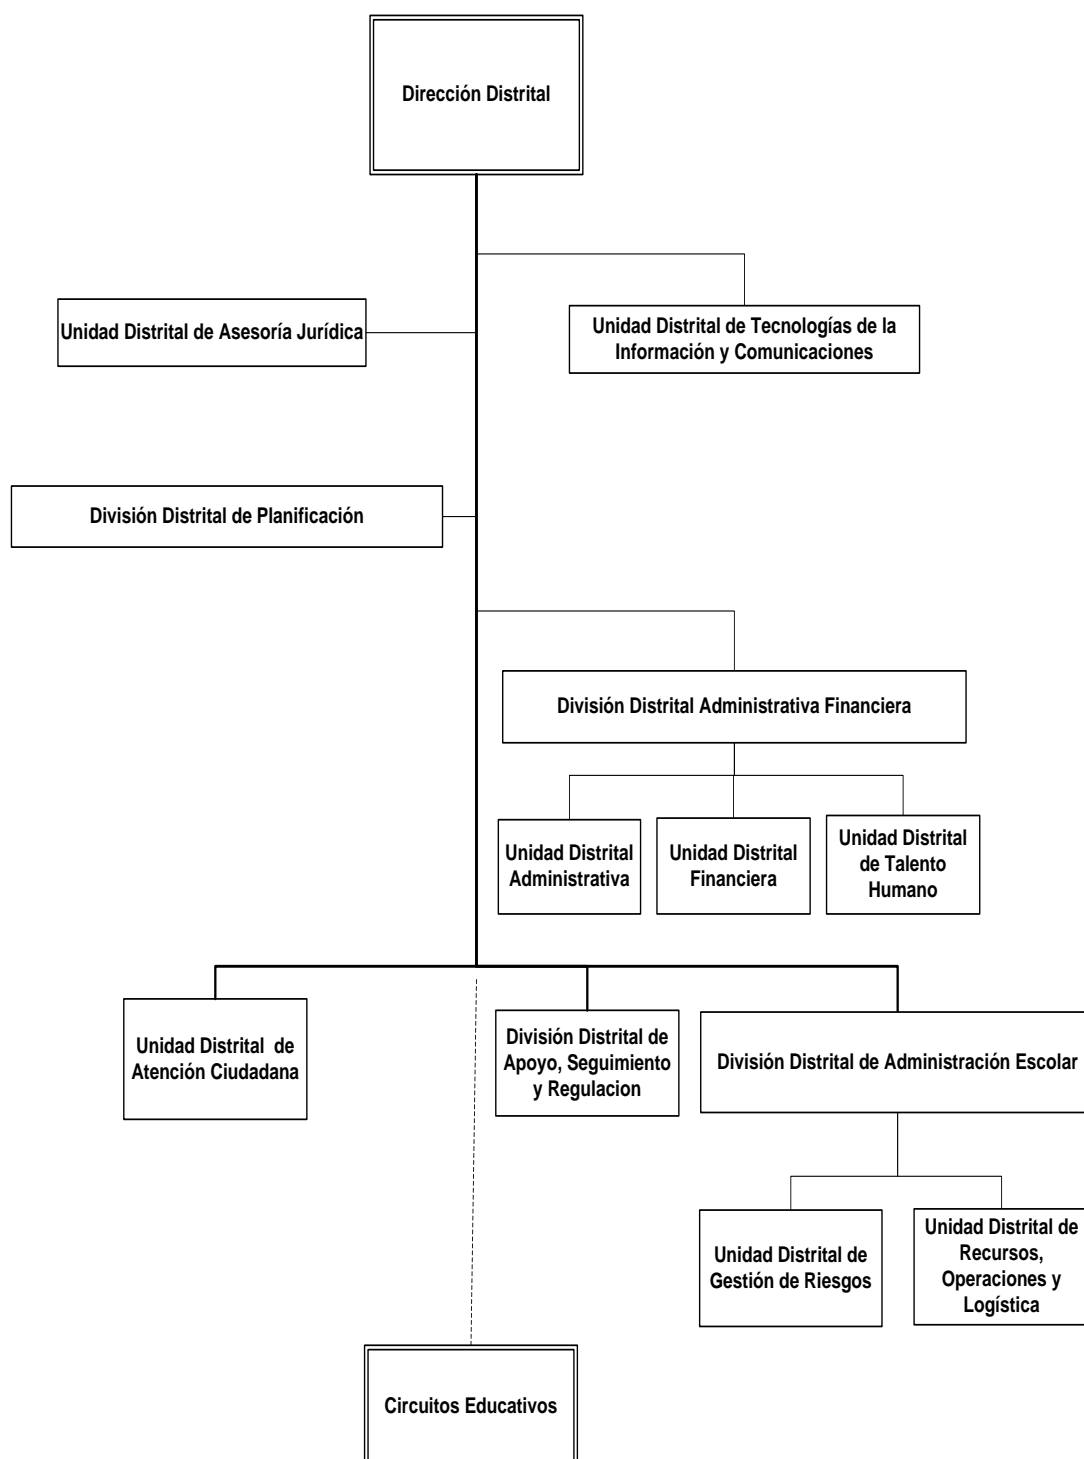 Dirección Distrital
Unidad Distrital de Tecnologías de la
Información y Comunicaciones
Unidad Distrital de Asesoría Jurídica
División Distrital de Planificación
División Distrital Administrativa Financiera
Unidad Distrital
Administrativa
Unidad Distrital
Financiera
Unidad Distrital
de Talento
Humano
Unidad Distrital de
Atención Ciudadana
División Distrital de
Apoyo, Seguimiento
y Regulacion
División Distrital de Administración Escolar
Unidad Distrital de
Gestión de Riesgos
Unidad Distrital de
Recursos,
Operaciones y
Logística
Circuitos Educativos